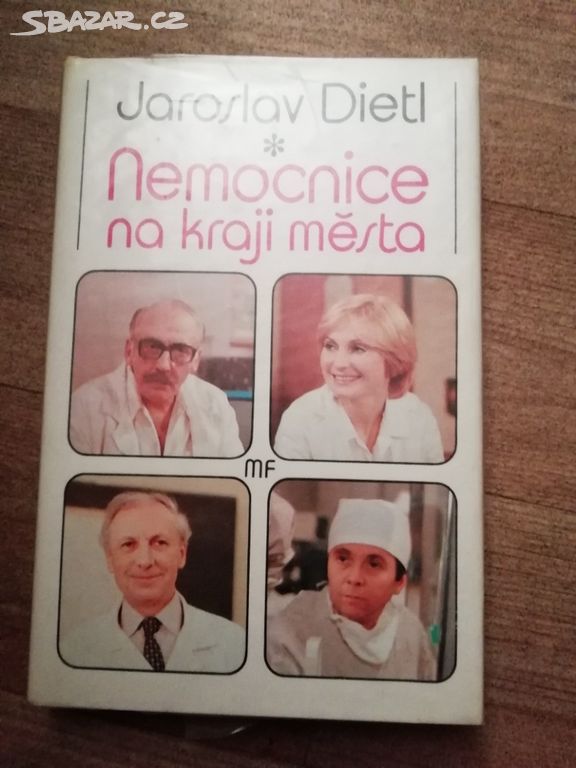 SBAZAR.CZ
Jaroslav Dietl
*
Nemocnice
na kraji města
MF